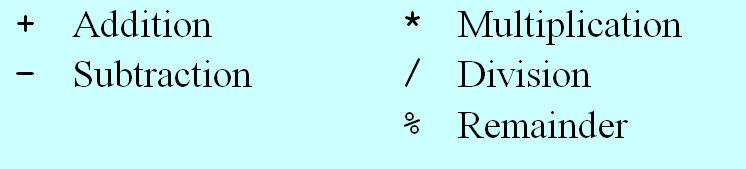 + Addition * Multiplication
− Subtraction / Division
% Remainder